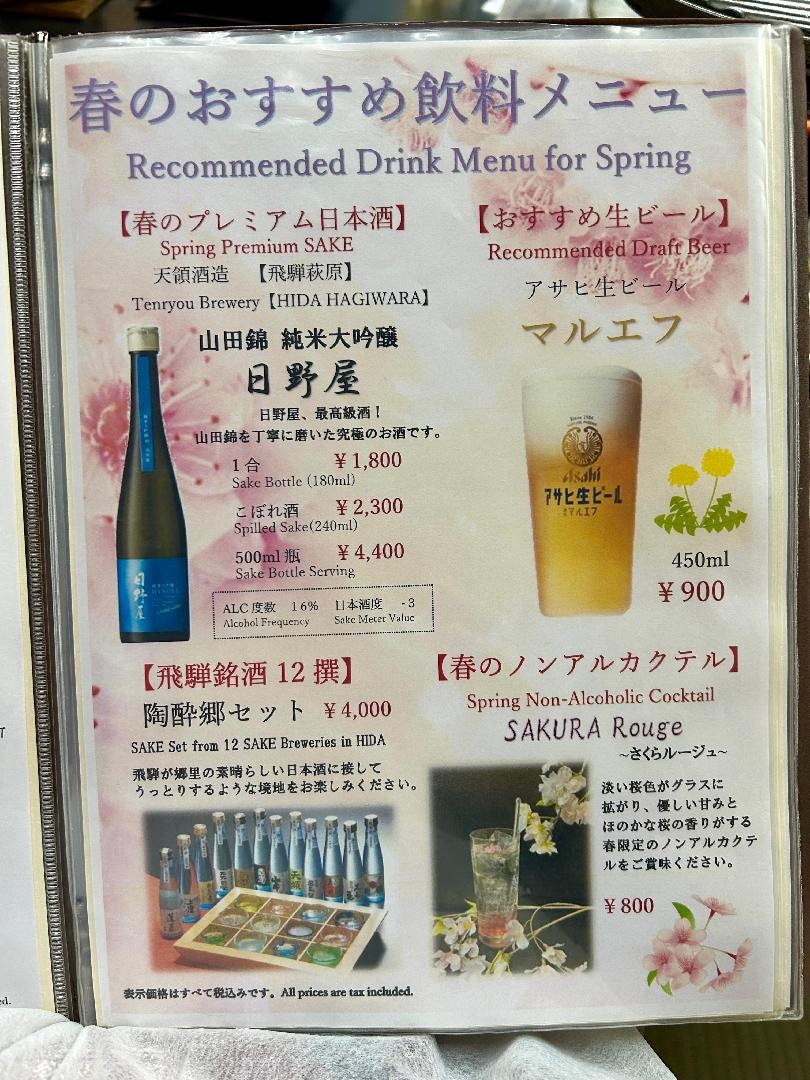 春のおすすめ飲料メニュー
Recommended Drink Menu for Spring
【春のプレミアム日本酒】
Spring Premium SAKE
天領酒造 【飛騨萩原】
Tenryou Brewery【HIDA HAGIWARA】
山田錦 純米大吟醸
日野屋
日野屋、最高級酒！
山田錦を丁寧に磨いた究極のお酒です。
1合 ￥1,800
Sake Bottle (180ml)
こぼれ酒 ￥2,300
Spilled Sake(240ml)
500ml瓶 ￥4,400
Sake Bottle Serving
ALC度数 16% 日本酒度 -3
Alcohol Frequency Sake Meter Value
日野屋
【おすすめ生ビール】
Recommended Draft Beer
アサヒ生ビール
マルエフ
Asahi
アサヒ生ビール
マルエフ
450ml
￥900
【飛騨銘酒12撰】
陶酔郷セット ￥4,000
SAKE Set from 12 SAKE Breweries in HIDA
飛騨が郷里の素晴らしい日本酒に接して
うっとりするような境地をお楽しみください。
【春のノンアルカクテル】
Spring Non-Alcoholic Cocktail
SAKURA Rouge
~さくらルージュ~
淡い桜色がグラスに
拡がり、優しい甘みと
ほのかな桜の香りがする
春限定のノンアルカクテ
ルをご賞味ください。
￥800
表示価格はすべて税込みです。All prices are tax included.
ed.